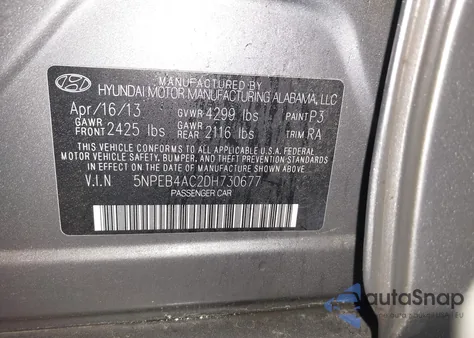 MANUFACTURED BY
HYUNDAI MOTOR MANUFACTURING ALABAMA, LLC
Apr/16/13 GVWR 4299 lbs PAINT P3
GAWR FRONT 2425 lbs GAWR REAR 2116 lbs TRIM RA
THIS VEHICLE CONFORMS TO ALL APPLICABLE U.S. FEDERAL
MOTOR VEHICLE SAFETY, BUMPER, AND THEFT PREVENTION STANDARDS
IN EFFECT ON THE DATE OF MANUFACTURE SHOWN ABOVE.
V.I.N 5NPEB4AC2DH730677
PASSENGER CAR
autaSnap